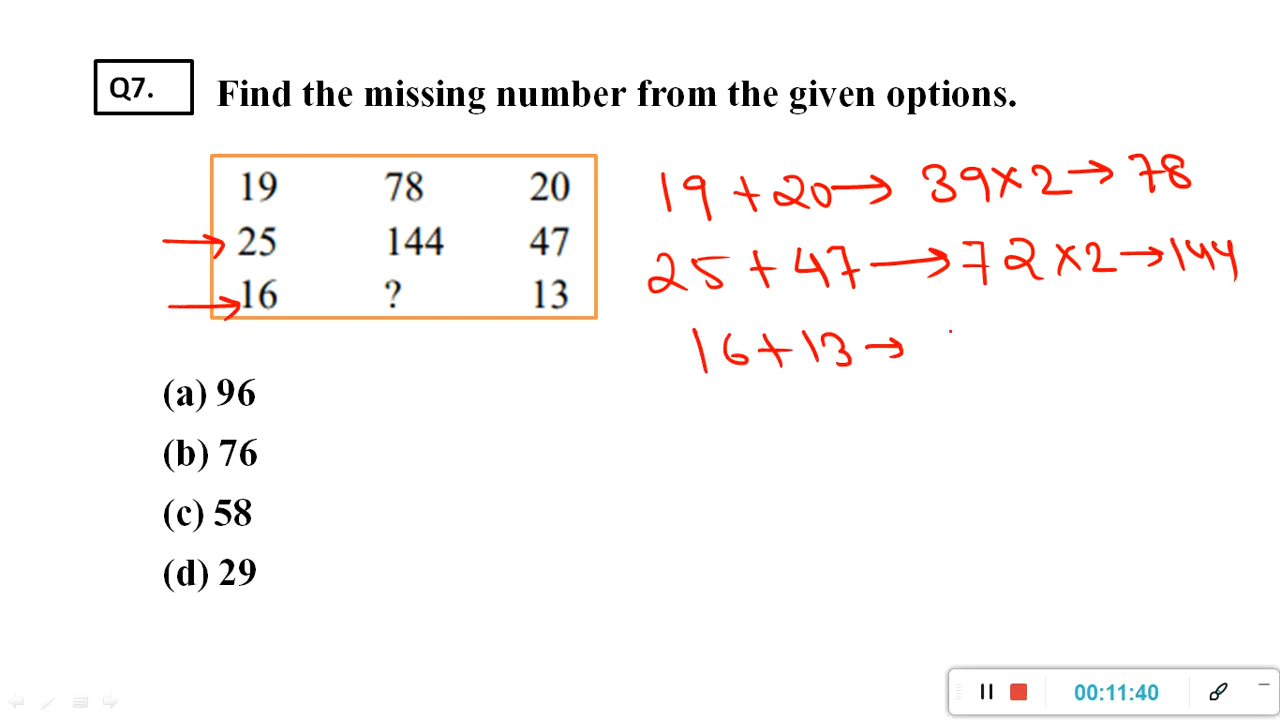 Q7. Find the missing number from the given options.
19 78 20
25 144 47
16 ? 13
19 + 20 → 39 × 2 → 78
25 + 47 → 72 × 2 → 144
16 + 13 →
(a) 96
(b) 76
(c) 58
(d) 29
00:11:40